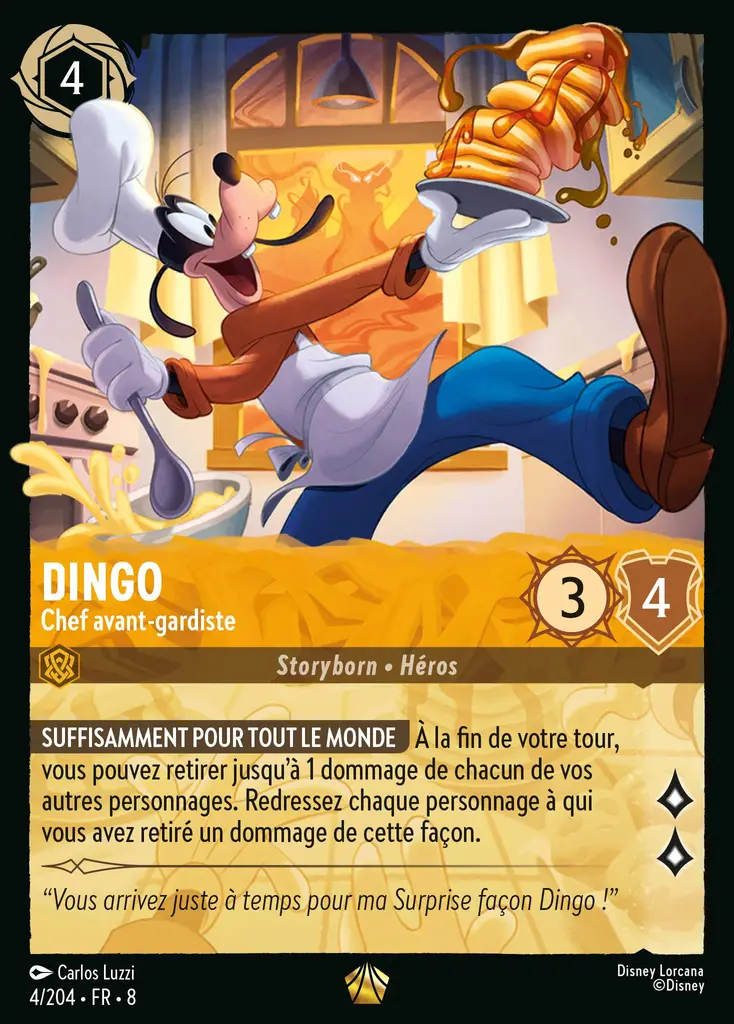 4
DINGO
Chef avant-gardiste
3
4
Storyborn • Héros
SUFFISAMMENT POUR TOUT LE MONDE À la fin de votre tour,
vous pouvez retirer jusqu'à 1 dommage de chacun de vos
autres personnages. Redressez chaque personnage à qui
vous avez retiré un dommage de cette façon.
“Vous arrivez juste à temps pour ma Surprise façon Dingo !”
Carlos Luzzi
4/204 • FR • 8
Disney Lorcana
©Disney